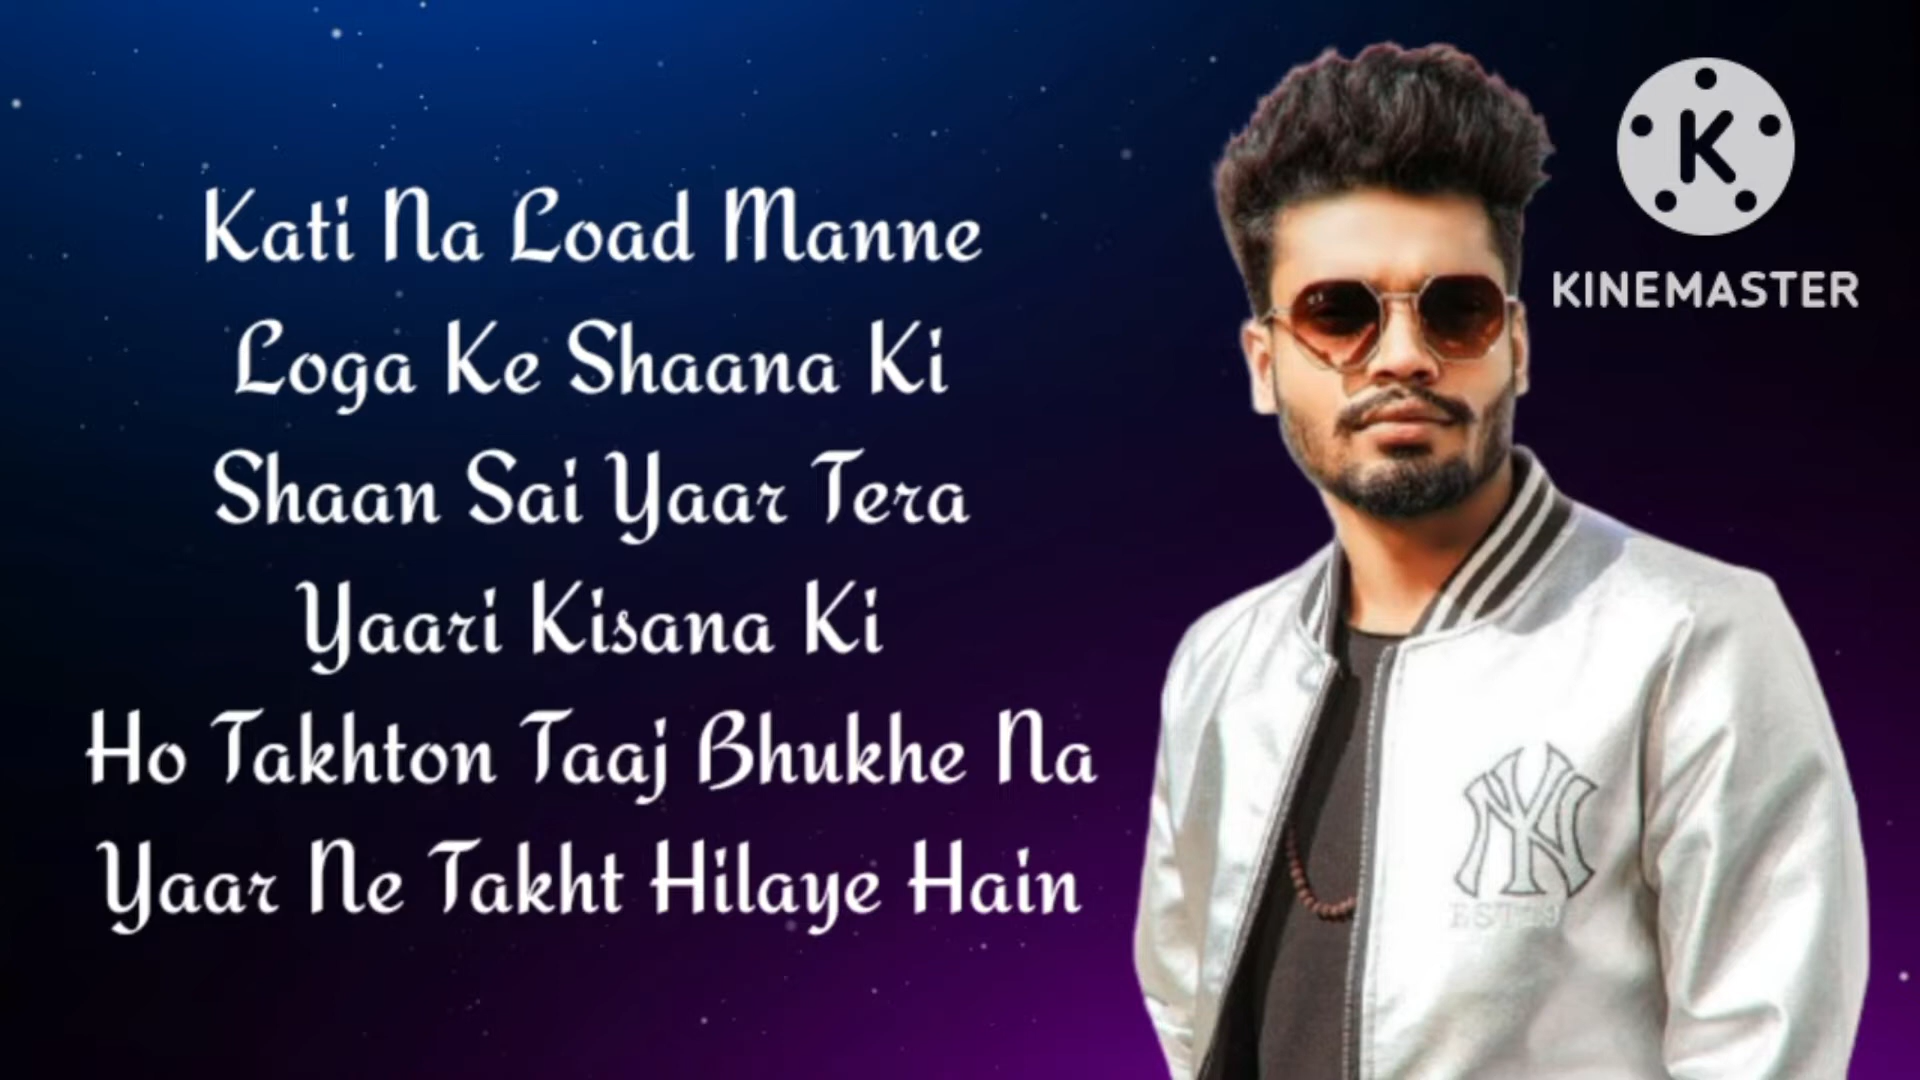 Kati Na Load Manne
Loga Ke Shaana Ki
Shaan Sai Yaar Tera
Yaari Kisana Ki
Ho Takhton Taaj Bhukhe Na
Yaar Ne Takht Hilaye Hain
K
KINEMASTER
NY